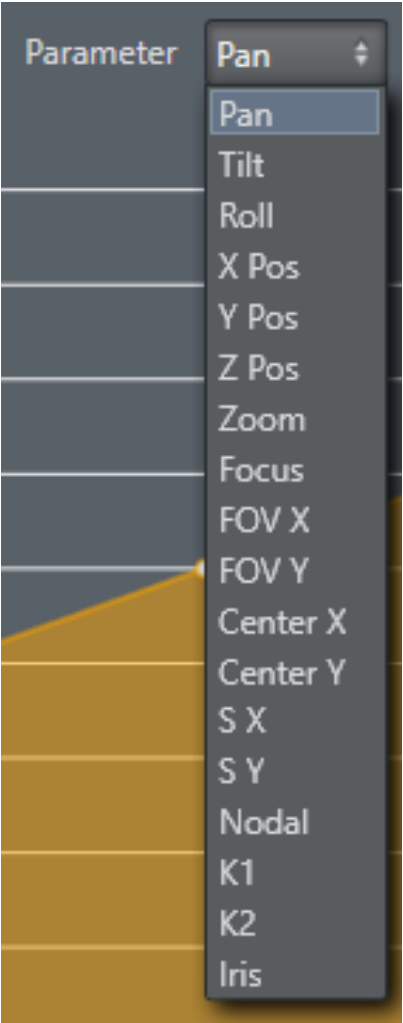 Parameter Pan
Pan
Tilt
Roll
X Pos
Y Pos
Z Pos
Zoom
Focus
FOV X
FOV Y
Center X
Center Y
S X
S Y
Nodal
K1
K2
Iris